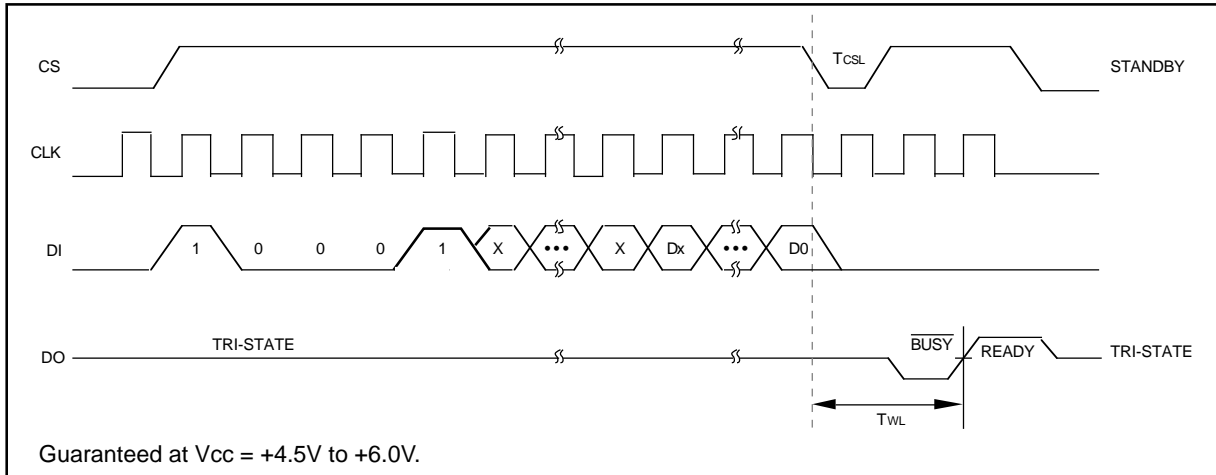 CS TCSL STANDBY
CLK
DI 1 0 0 0 1 X ••• X Dx ••• D0
DO TRI-STATE BUSY READY TRI-STATE
TWL
Guaranteed at Vcc = +4.5V to +6.0V.